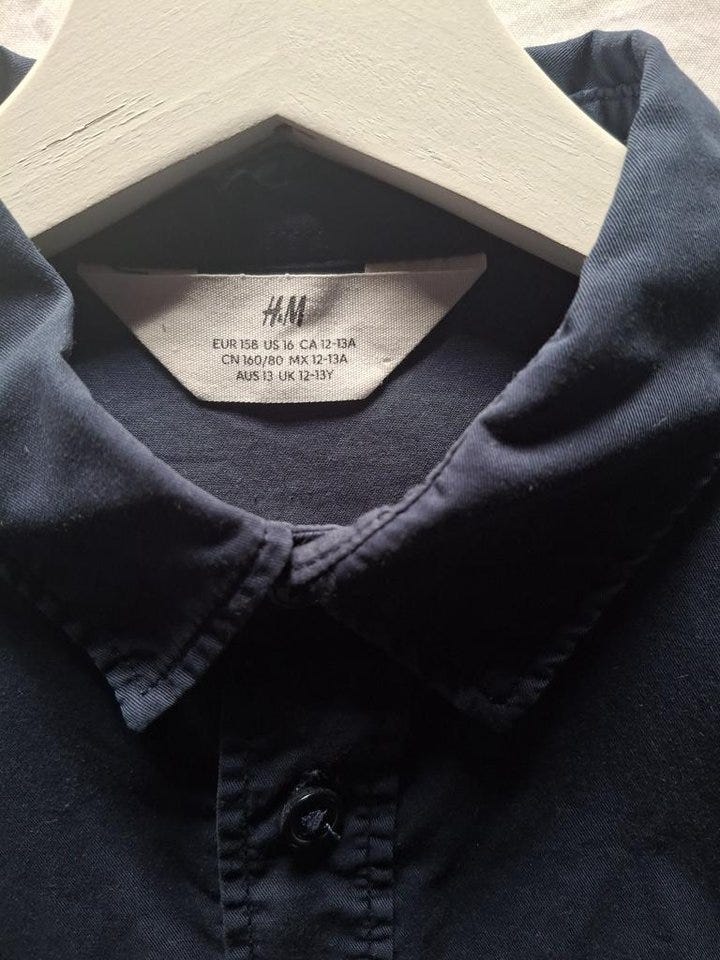 H&M
EUR 158 US 16 CA 12-13A
CN 160/80 MX 12-13A
AUS 13 UK 12-13Y